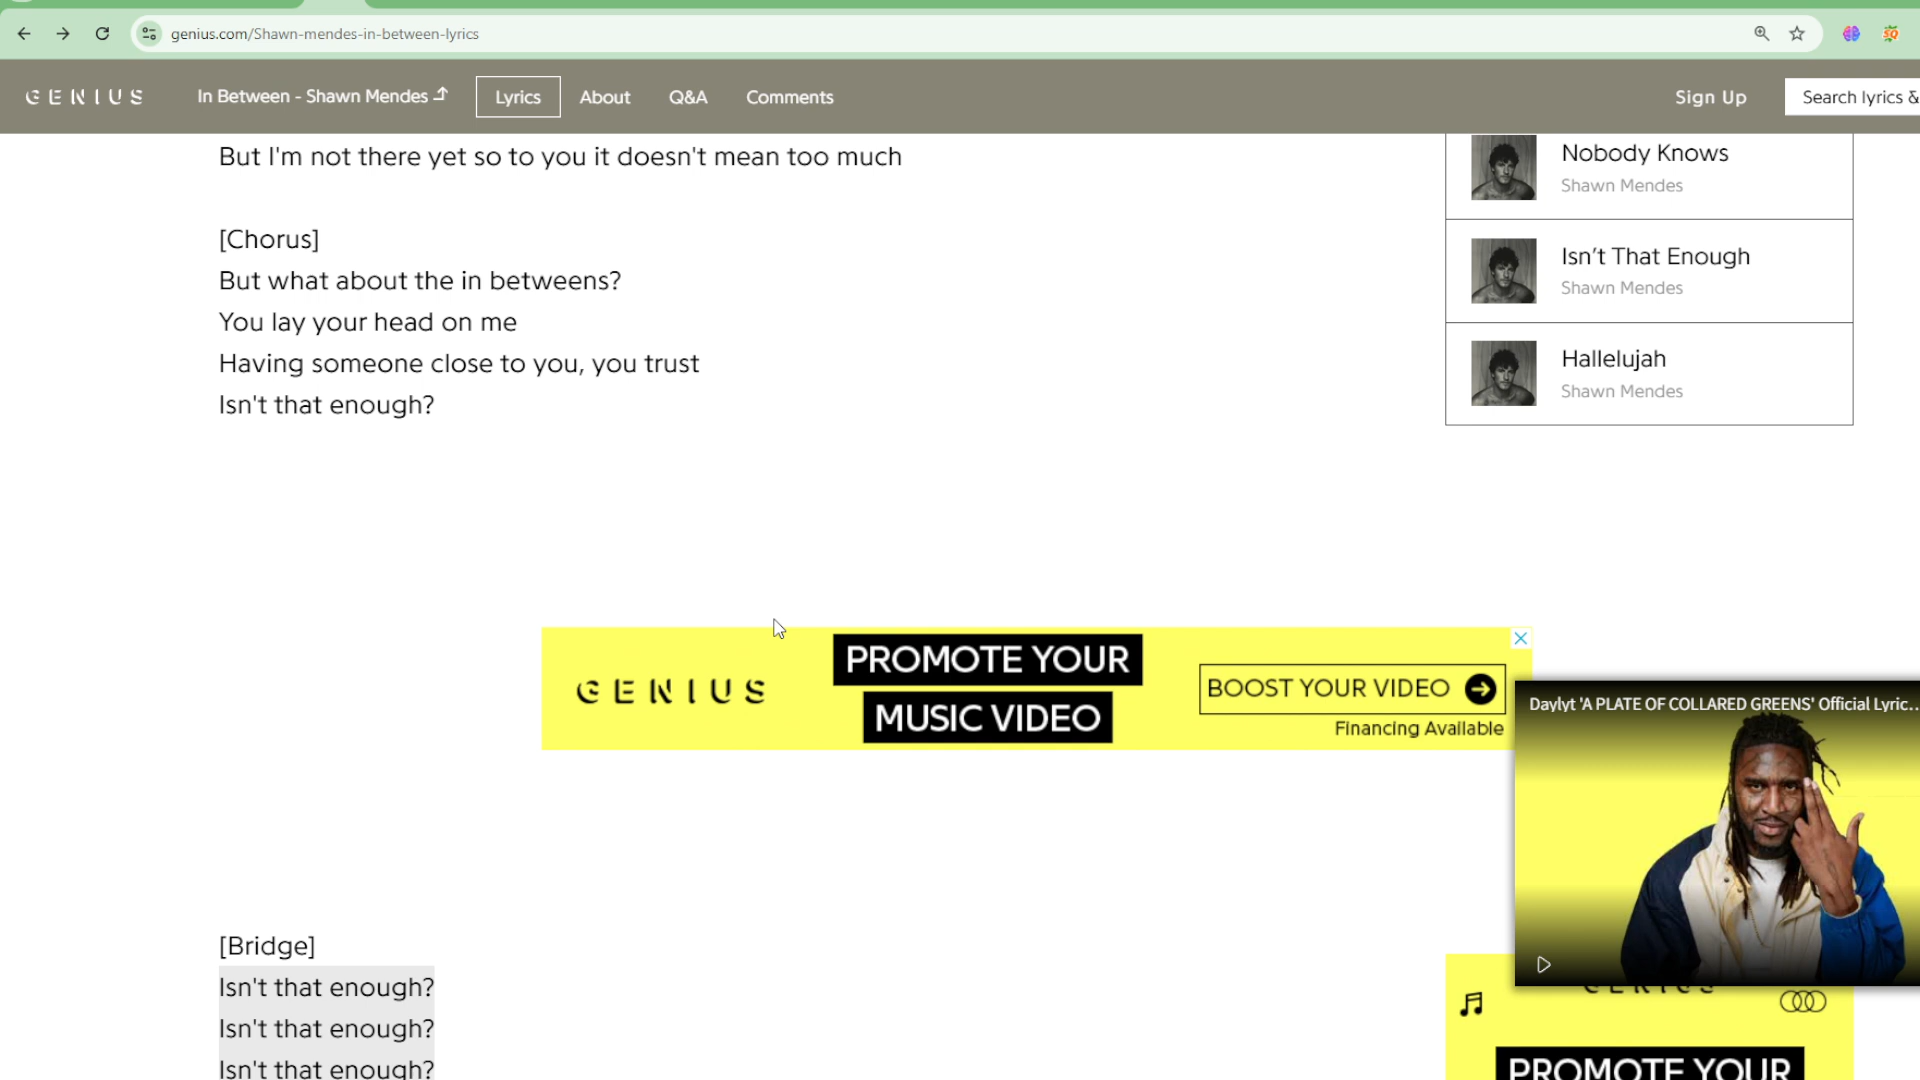 genius.com/Shawn-mendes-in-between-lyrics
SQ
GENIUS
In Between - Shawn Mendes
Lyrics
About
Q&A
Comments
Sign Up
Search lyrics &
But I'm not there yet so to you it doesn't mean too much
[Chorus]
But what about the in betweens?
You lay your head on me
Having someone close to you, you trust
Isn't that enough?
Nobody Knows
Shawn Mendes
Isn’t That Enough
Shawn Mendes
Hallelujah
Shawn Mendes
GENIUS
PROMOTE YOUR
MUSIC VIDEO
BOOST YOUR VIDEO
Financing Available
Daylyt 'A PLATE OF COLLARED GREENS' Official Lyric…
[Bridge]
Isn't that enough?
Isn't that enough?
Isn't that enough?
GENIUS
PROMOTE YOUR